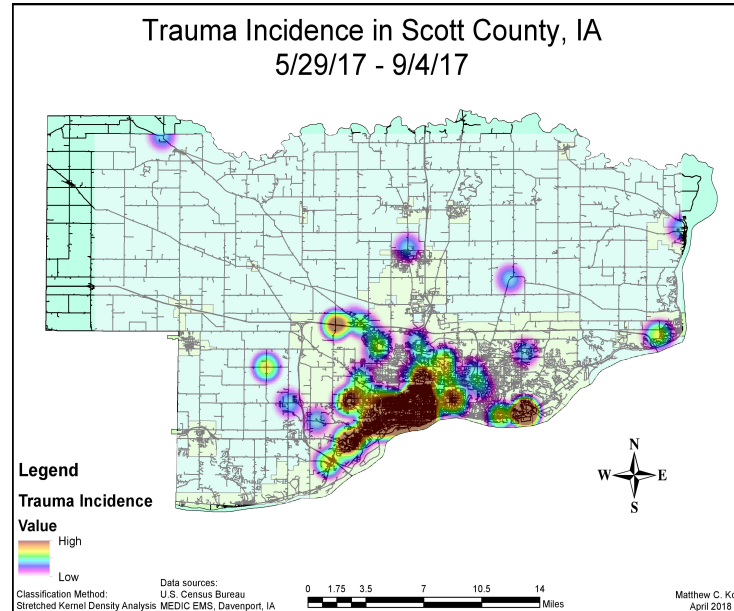 Trauma Incidence in Scott County, IA
5/29/17 - 9/4/17
N
W E
S
Legend
Trauma Incidence
Value
High
Low
Classification Method:
Stretched Kernel Density Analysis
Data sources:
U.S. Census Bureau
MEDIC EMS, Davenport, IA
0 1.75 3.5 7 10.5 14
Miles
Matthew C. Ko
April 2018